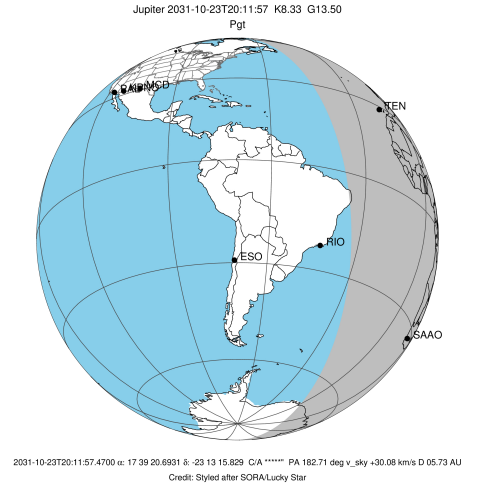 Jupiter 2031-10-23T20:11:57 K8.33 G13.50
Pgt
MCD
TEN
RIO
ESO
SAAO
2031-10-23T20:11:57.4700 α: 17 39 20.6931 δ: -23 13 15.829 C/A *****" PA 182.71 deg v_sky +30.08 km/s D 05.73 AU
Credit: Styled after SORA/Lucky Star